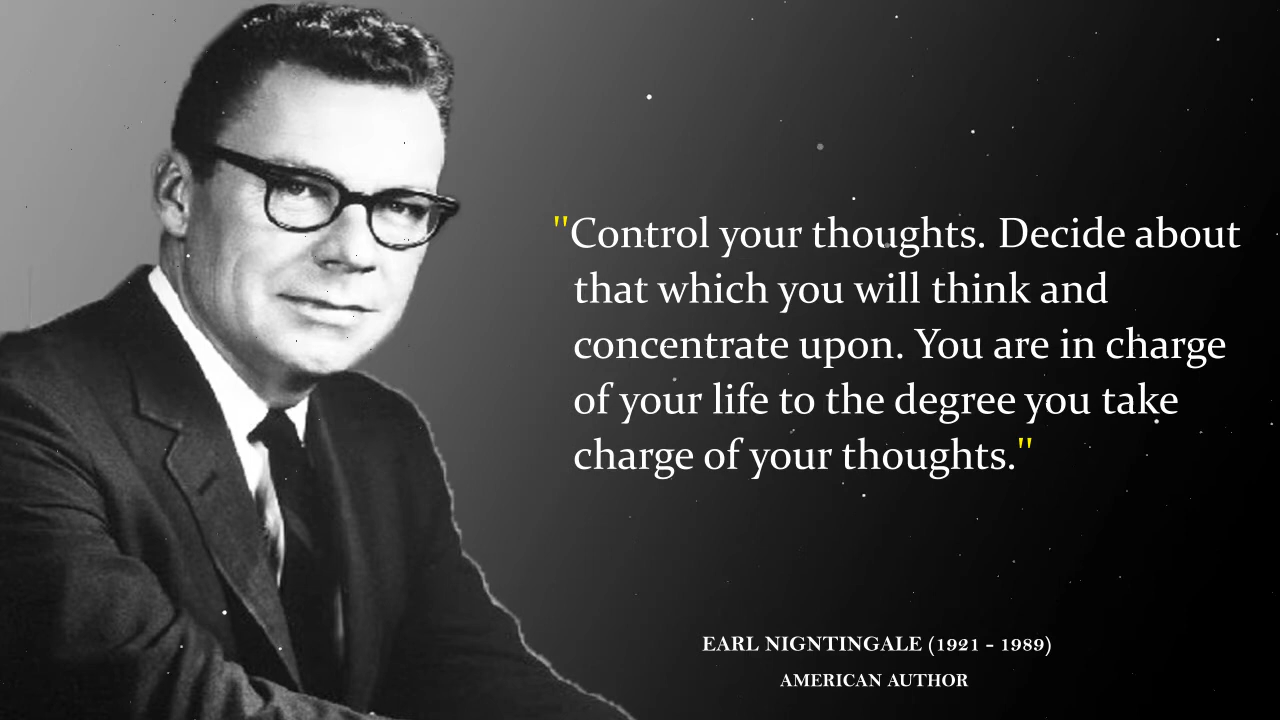 "Control your thoughts. Decide about
that which you will think and
concentrate upon. You are in charge
of your life to the degree you take
charge of your thoughts."
EARL NIGNTINGALE (1921 - 1989)
AMERICAN AUTHOR